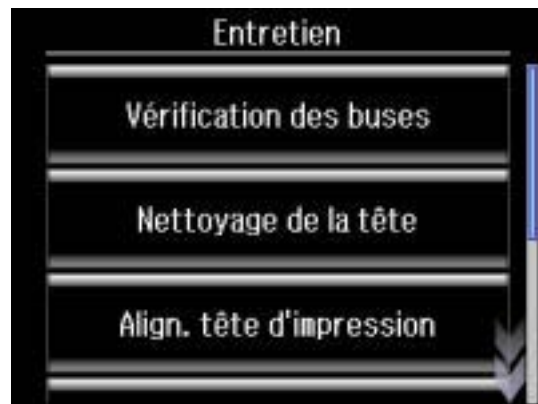 Entretien
Vérification des buses
Nettoyage de la tête
Align. tête d'impression